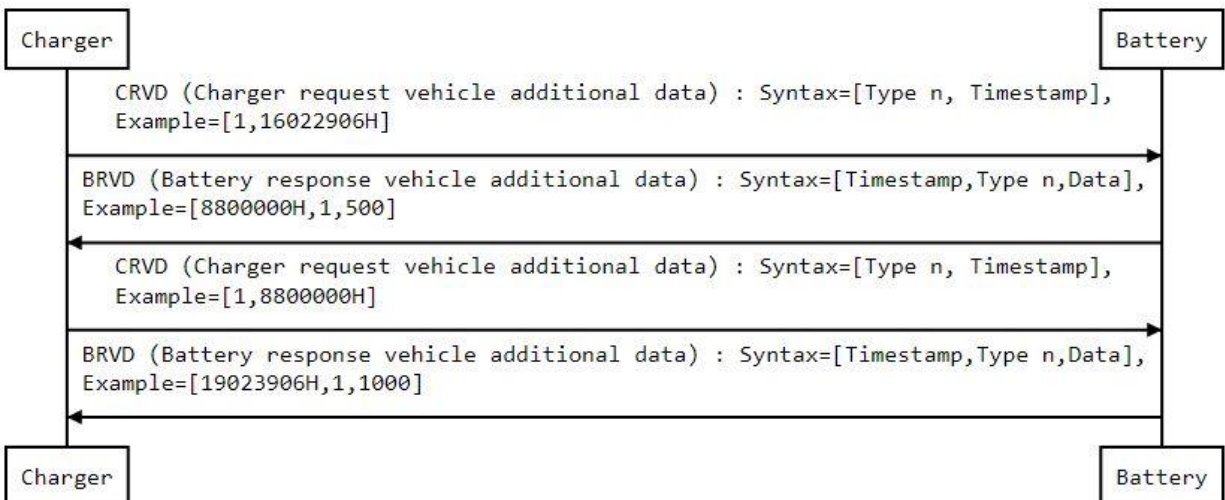 Charger
Battery
CRVD (Charger request vehicle additional data) : Syntax=[Type n, Timestamp],
Example=[1,16022906H]
BRVD (Battery response vehicle additional data) : Syntax=[Timestamp,Type n,Data],
Example=[8800000H,1,500]
CRVD (Charger request vehicle additional data) : Syntax=[Type n, Timestamp],
Example=[1,8800000H]
BRVD (Battery response vehicle additional data) : Syntax=[Timestamp,Type n,Data],
Example=[19023906H,1,1000]
Charger
Battery